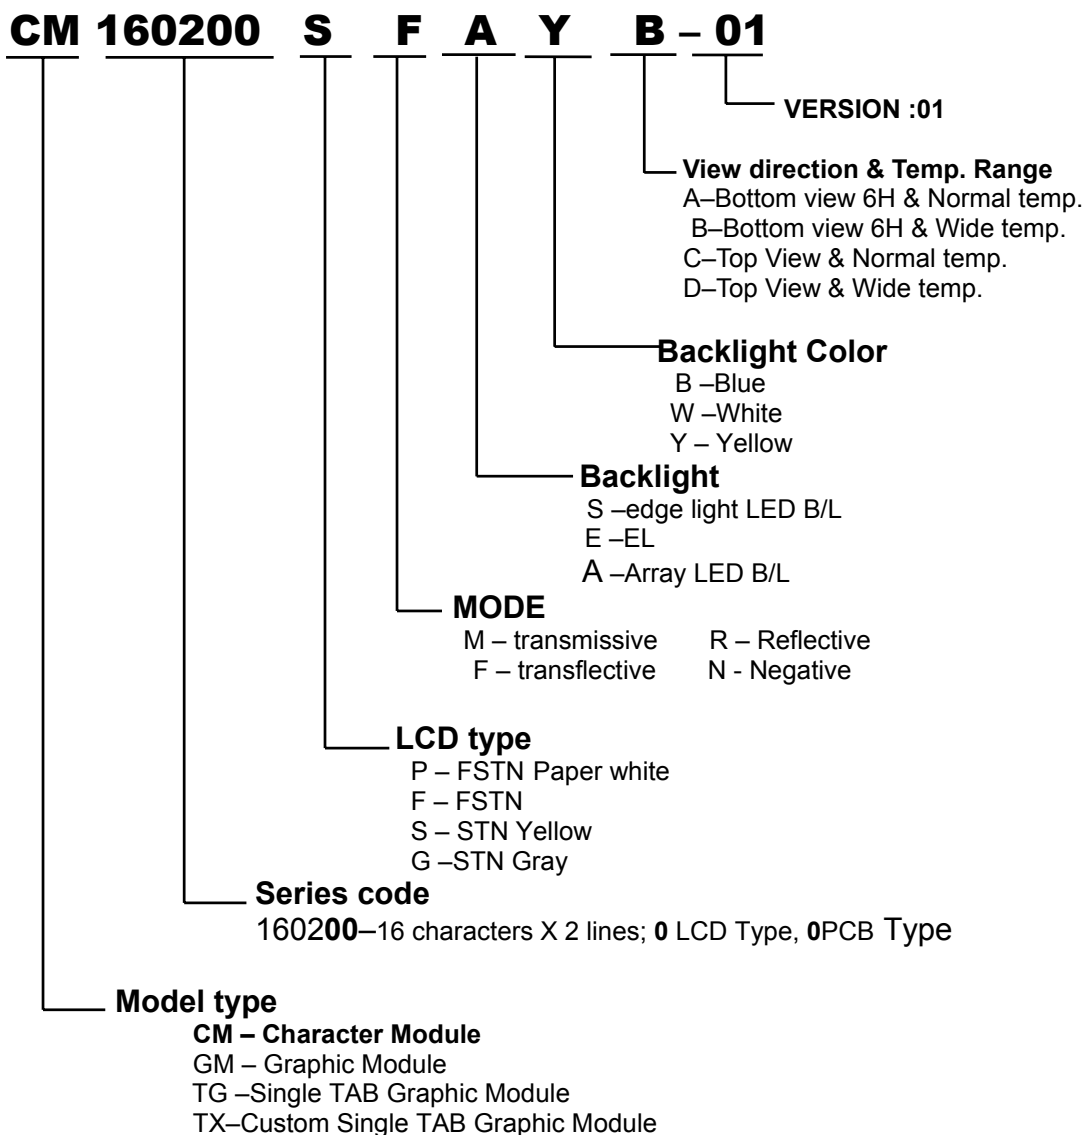 CM 160200 S F A Y B – 01
VERSION :01
View direction & Temp. Range
A–Bottom view 6H & Normal temp.
B–Bottom view 6H & Wide temp.
C–Top View & Normal temp.
D–Top View & Wide temp.
Backlight Color
B –Blue
W –White
Y – Yellow
Backlight
S –edge light LED B/L
E –EL
A –Array LED B/L
MODE
M – transmissive R – Reflective
F – transflective N - Negative
LCD type
P – FSTN Paper white
F – FSTN
S – STN Yellow
G –STN Gray
Series code
160200–16 characters X 2 lines; 0 LCD Type, 0PCB Type
Model type
CM – Character Module
GM – Graphic Module
TG –Single TAB Graphic Module
TX–Custom Single TAB Graphic Module